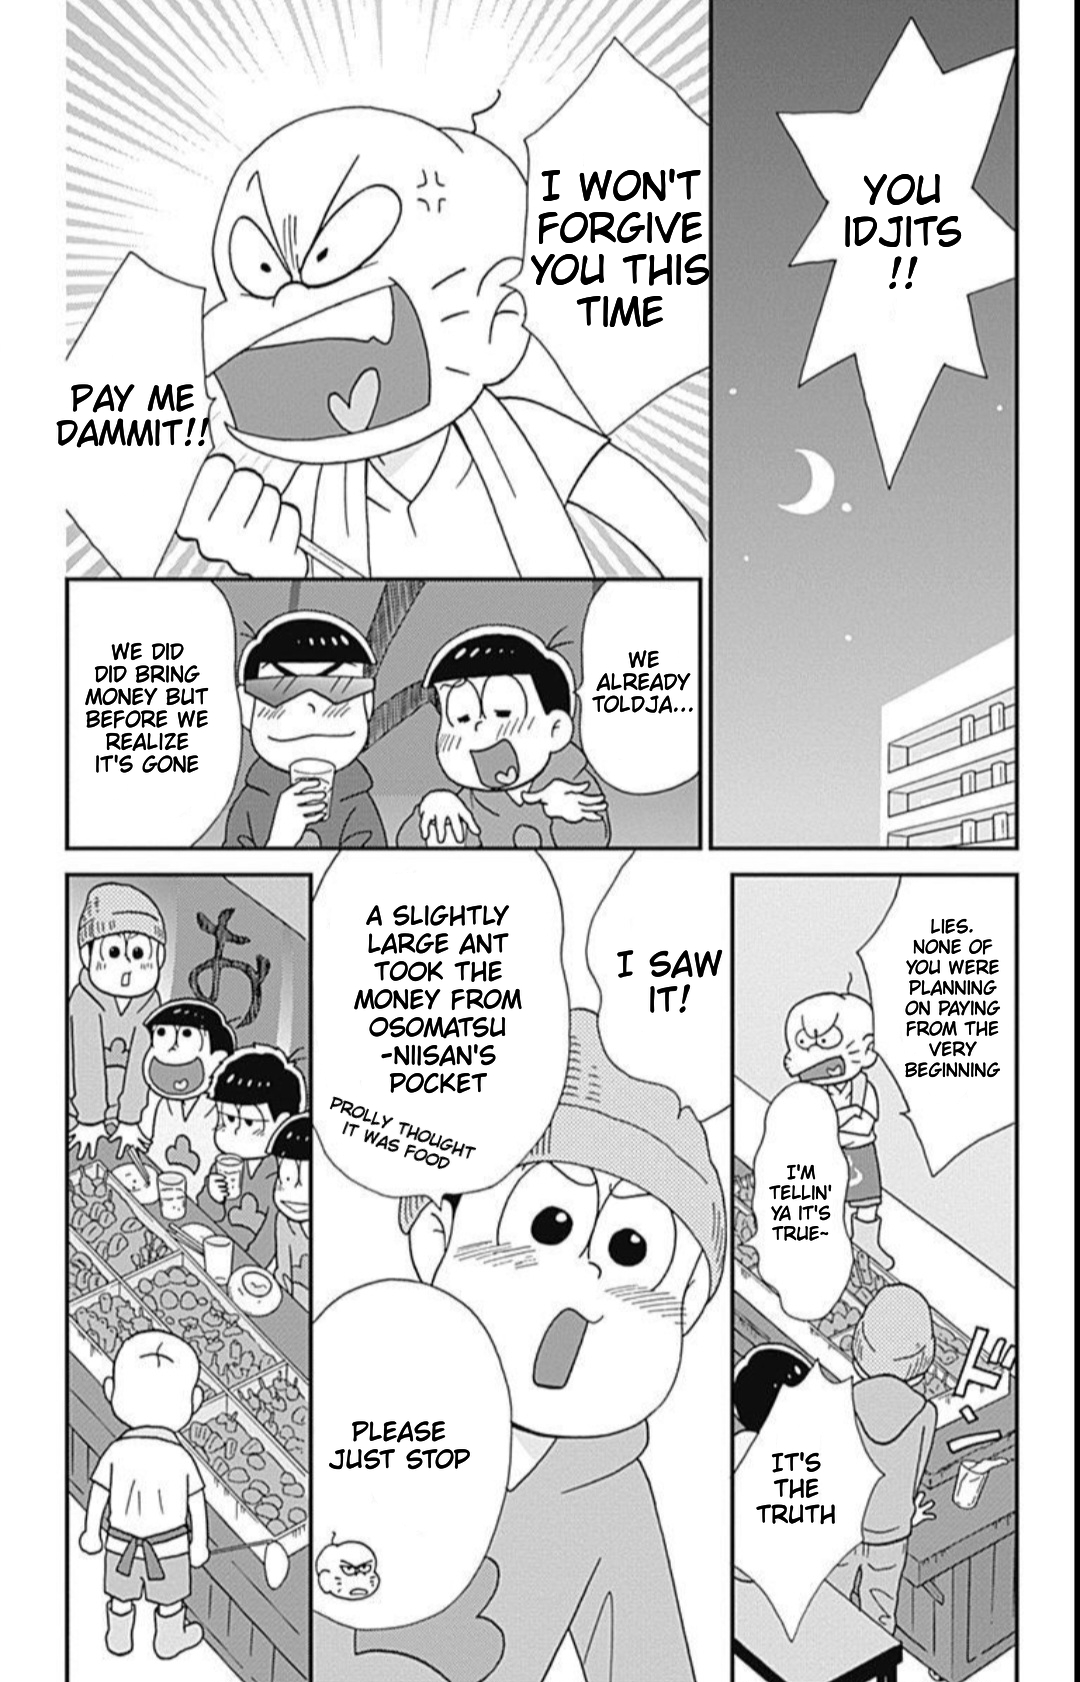 YOU
IDJITS
!!
I WON'T
FORGIVE
YOU THIS
TIME
PAY ME
DAMMIT!!
WE
ALREADY
TOLDJA...
WE DID
DID BRING
MONEY BUT
BEFORE WE
REALIZE
IT'S GONE
LIES.
NONE OF
YOU WERE
PLANNING
ON PAYING
FROM THE
VERY
BEGINNING
I'M
TELLIN'
YA IT'S
TRUE~
ド
IT'S
THE
TRUTH
I SAW
IT!
A SLIGHTLY
LARGE ANT
TOOK THE
MONEY FROM
OSOMATSU
-NIISAN'S
POCKET
PROLLY THOUGHT
IT WAS FOOD
PLEASE
JUST STOP